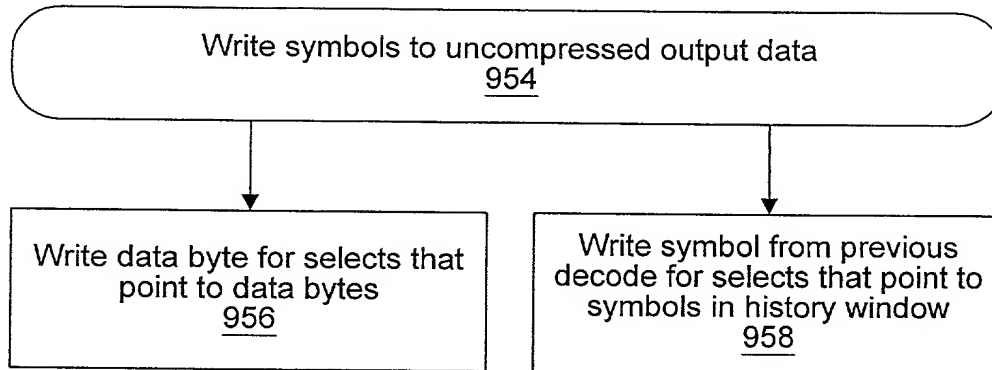 Write symbols to uncompressed output data
954
Write data byte for selects that
point to data bytes
956
Write symbol from previous
decode for selects that point to
symbols in history window
958